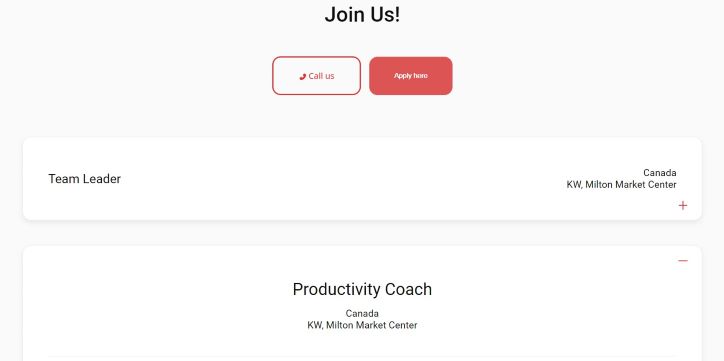 Join Us!
Call us
Apply here
Team Leader
Canada
KW, Milton Market Center
+
–
Productivity Coach
Canada
KW, Milton Market Center